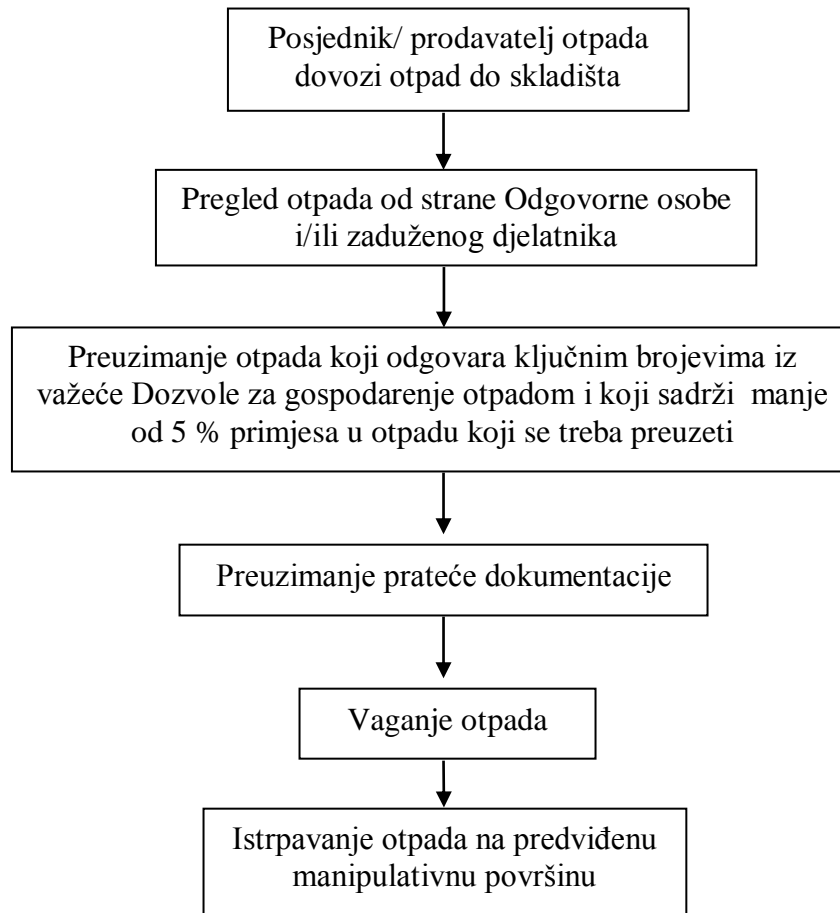 Posjednik/ prodavatelj otpada
dovozi otpad do skladišta
Pregled otpada od strane Odgovorne osobe
i/ili zaduženog djelatnika
Preuzimanje otpada koji odgovara ključnim brojevima iz
važeće Dozvole za gospodarenje otpadom i koji sadrži manje
od 5 % primjesa u otpadu koji se treba preuzeti
Preuzimanje prateće dokumentacije
Vaganje otpada
Istrpavanje otpada na predviđenu
manipulativnu površinu